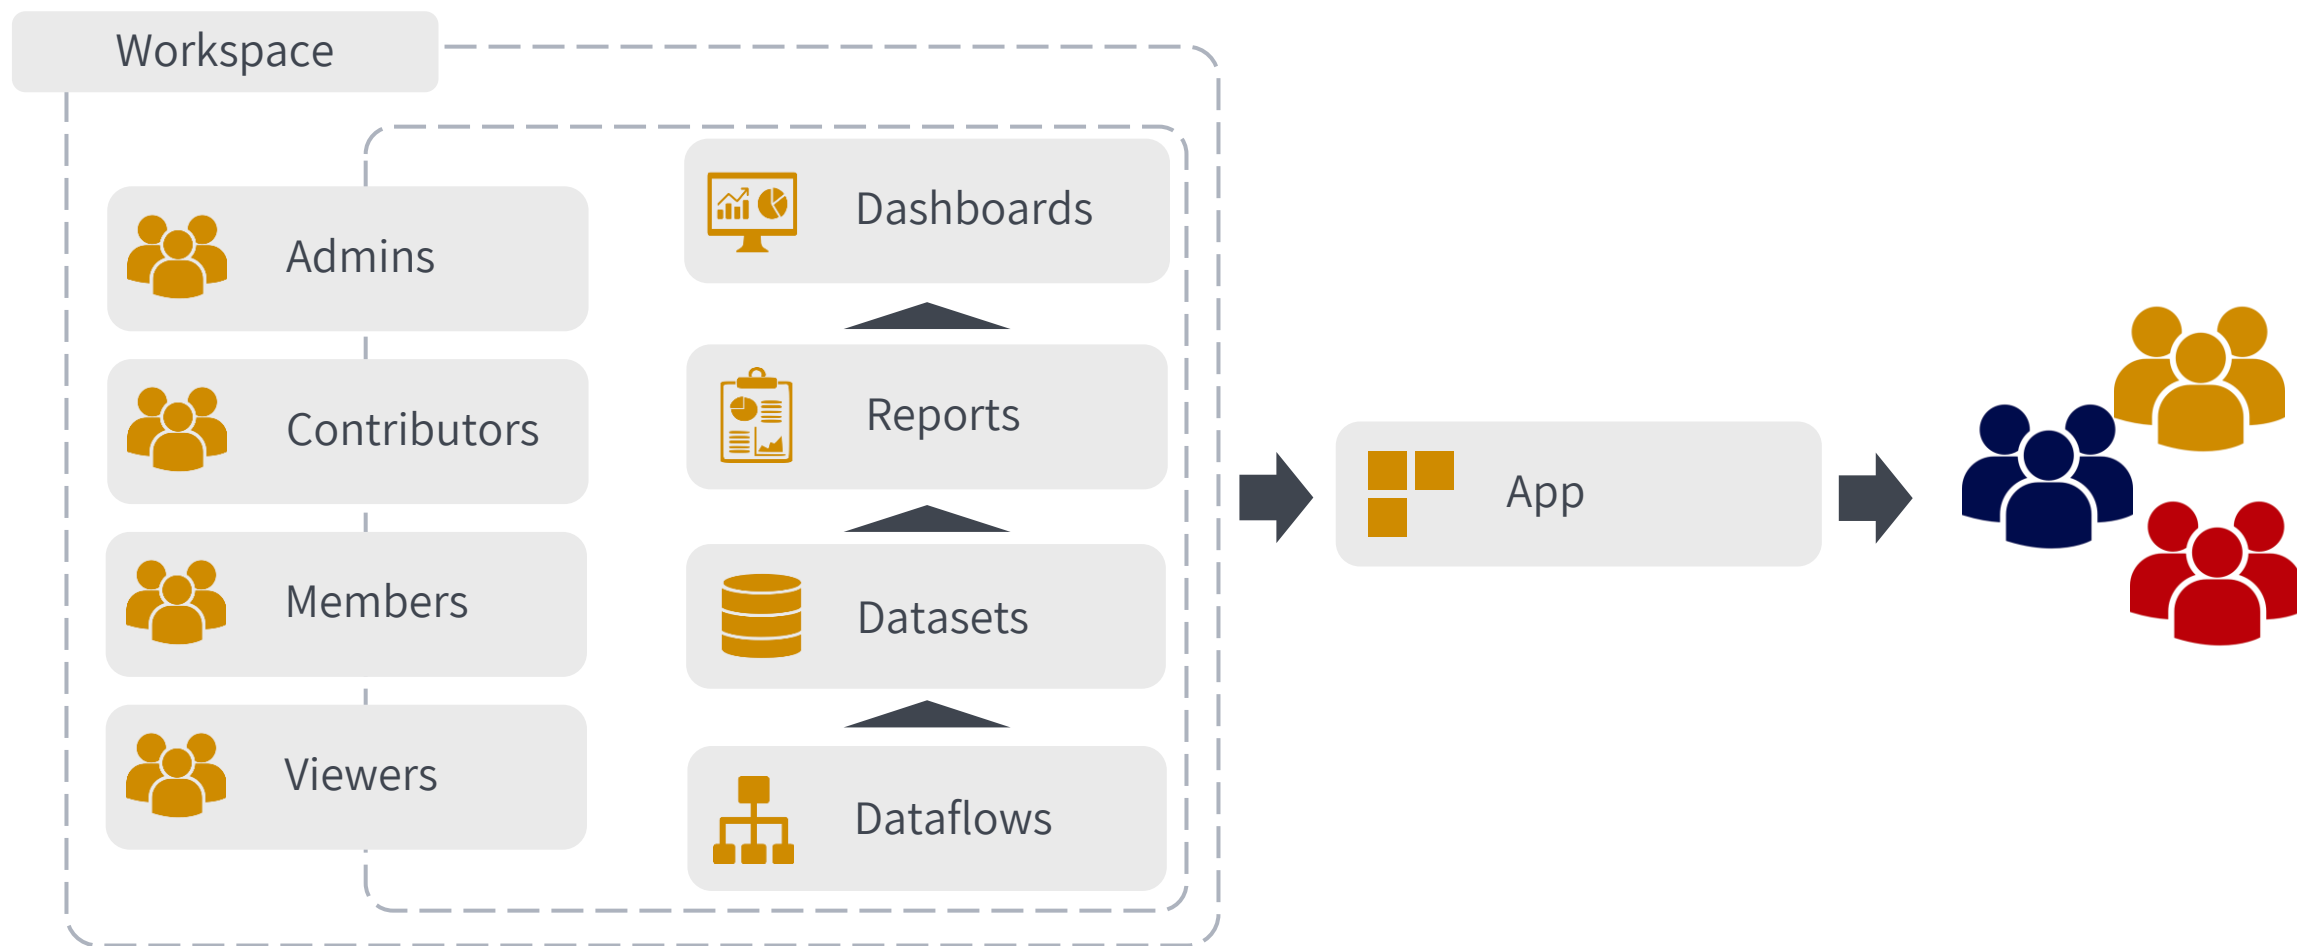 Workspace
Admins
Contributors
Members
Viewers
Dashboards
Reports
Datasets
Dataflows
App